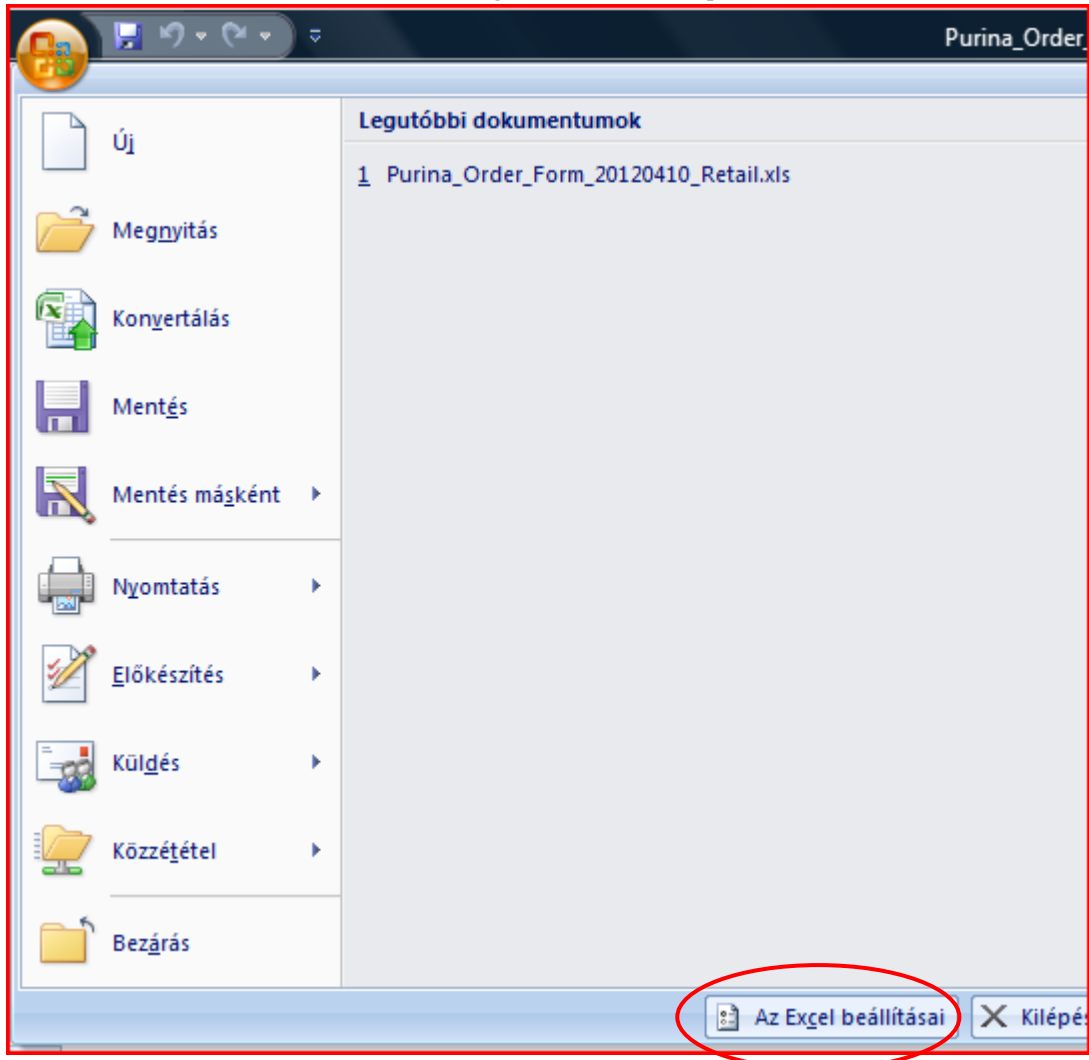 Purina_Order_
Új
Megnyitás
Konvertálás
Mentés
Mentés másként
Nyomtatás
Előkészítés
Küldés
Közzététel
Bezárás
Legutóbbi dokumentumok
1 Purina_Order_Form_20120410_Retail.xls
Az Excel beállításai
Kilépés